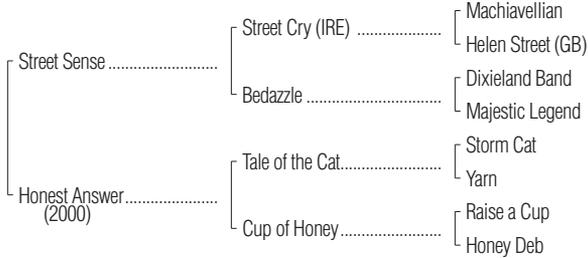 Machiavellian
Street Cry (IRE) ....................
Helen Street (GB)
Street Sense ..........................
Dixieland Band
Bedazzle ................................
Majestic Legend
Storm Cat
Tale of the Cat........................
Yarn
Honest Answer......................
(2000)
Raise a Cup
Cup of Honey........................
Honey Deb